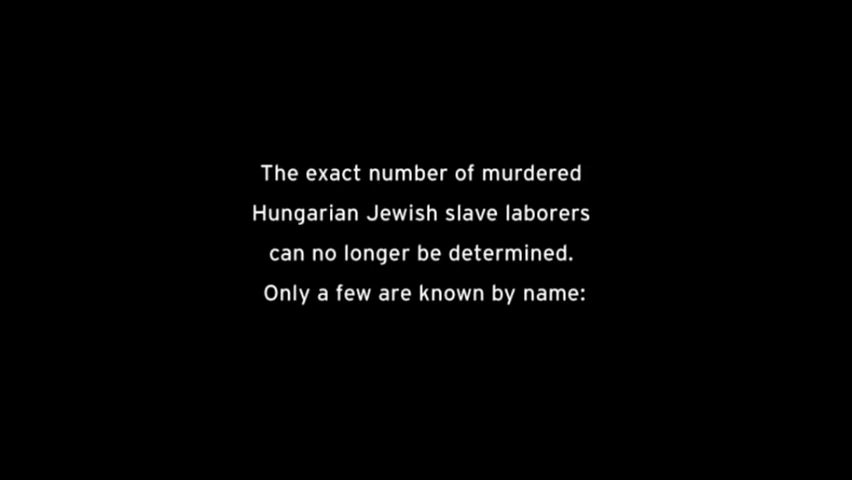 The exact number of murdered
Hungarian Jewish slave laborers
can no longer be determined.
Only a few are known by name: